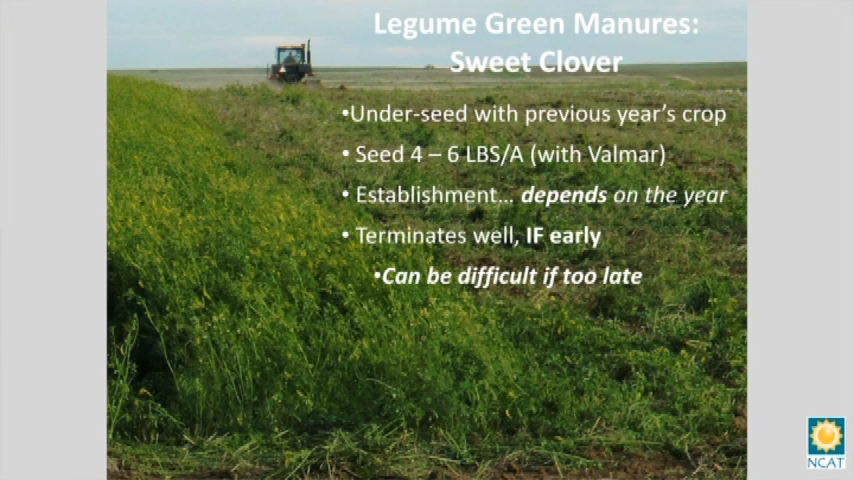 Legume Green Manures:
Sweet Clover
•Under-seed with previous year's crop
• Seed 4 – 6 LBS/A (with Valmar)
• Establishment... depends on the year
• Terminates well, IF early
•Can be difficult if too late
NCAT